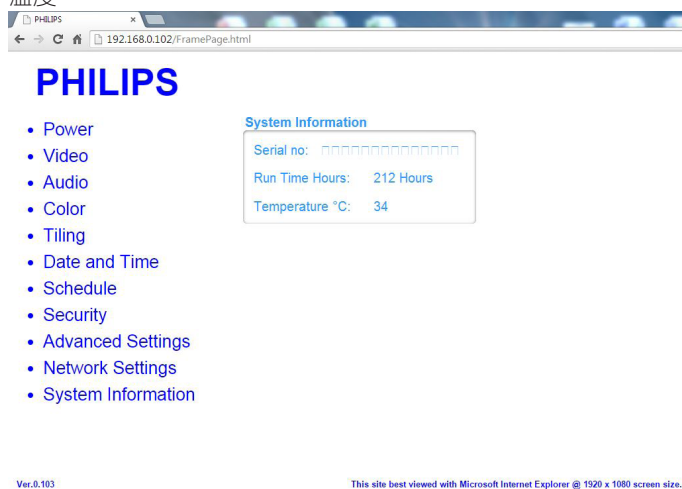 溫度
PHILIPS
192.168.0.102/FramePage.html
PHILIPS
Power
Video
Audio
Color
Tiling
Date and Time
Schedule
Security
Advanced Settings
Network Settings
System Information
System Information
Serial no:
Run Time Hours: 212 Hours
Temperature °C: 34
Ver.0.103
This site best viewed with Microsoft Internet Explorer @ 1920 x 1080 screen size.